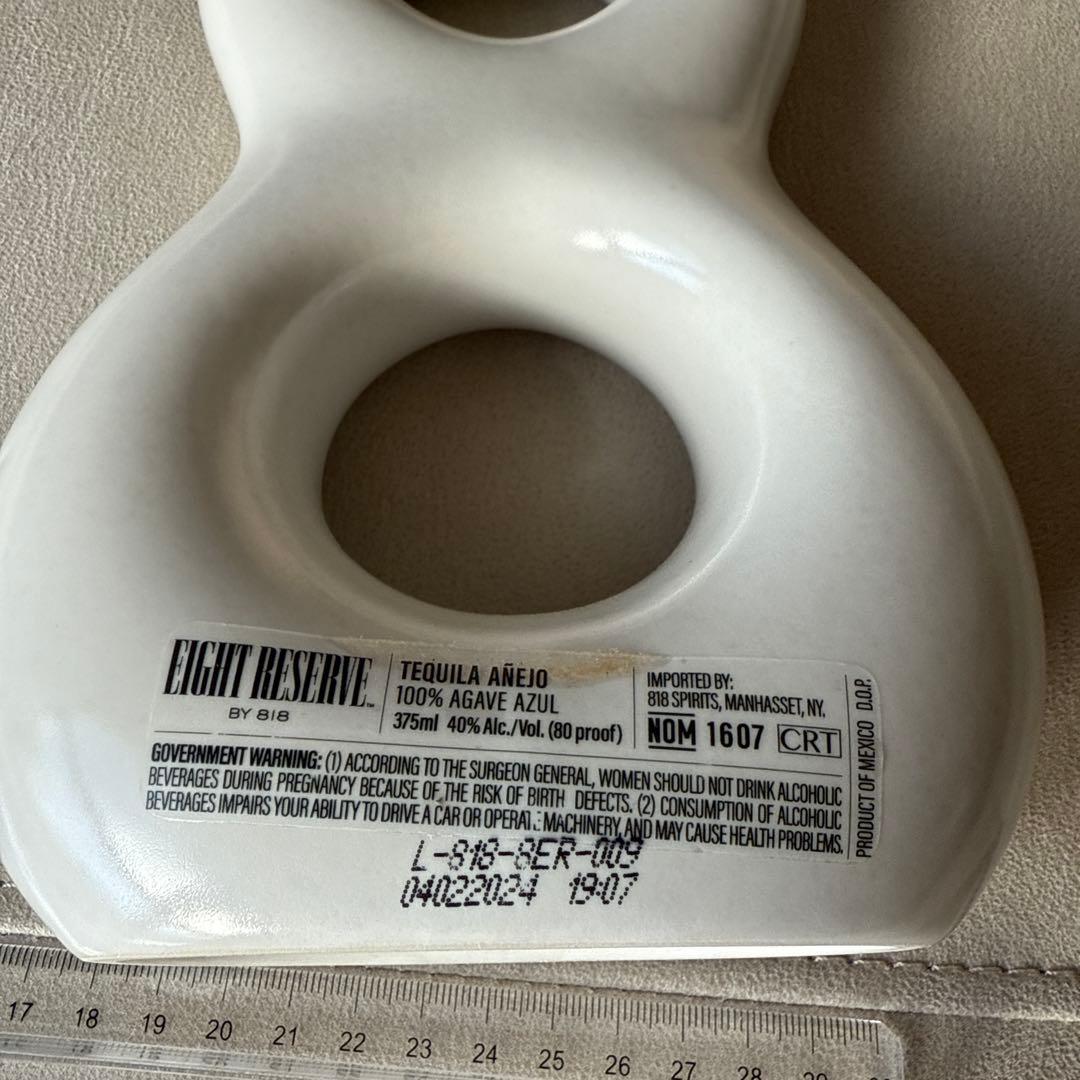 EIGHT RESERVE™
BY 818
TEQUILA AÑEJO
100% AGAVE AZUL
375ml 40% Alc./Vol. (80 proof)
IMPORTED BY:
818 SPIRITS, MANHASSET, NY.
NOM 1607 CRT
PRODUCT OF MEXICO D.O.P.
GOVERNMENT WARNING: (1) ACCORDING TO THE SURGEON GENERAL, WOMEN SHOULD NOT DRINK ALCOHOLIC
BEVERAGES DURING PREGNANCY BECAUSE OF THE RISK OF BIRTH DEFECTS. (2) CONSUMPTION OF ALCOHOLIC
BEVERAGES IMPAIRS YOUR ABILITY TO DRIVE A CAR OR OPERATE MACHINERY, AND MAY CAUSE HEALTH PROBLEMS.
L-818-8ER-009
04022024 19:07
17 18 19 20 21 22 23 24 25 26 27 28 29